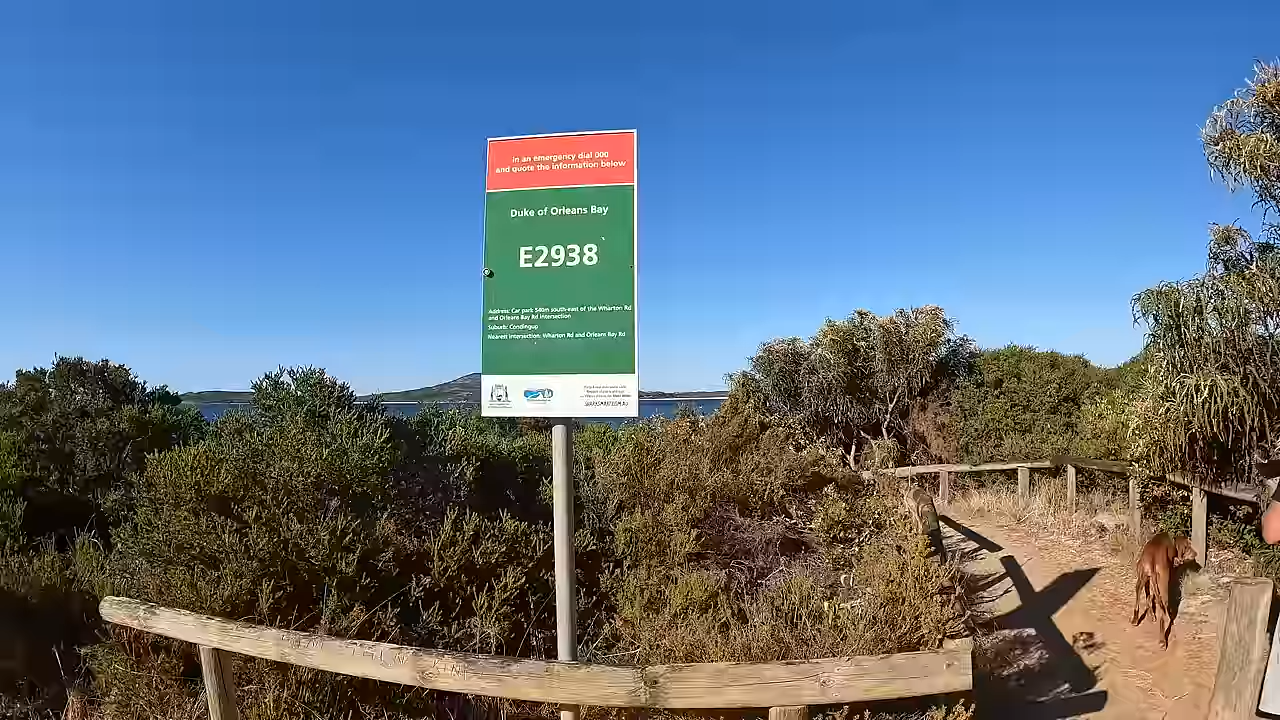 In an emergency dial 000
and quote the information below
Duke of Orleans Bay
E2938
Address: Car park 540m south-east of the Wharton Rd
and Orleans Bay Rd intersection
Suburb: Condingup
Nearest intersection: Wharton Rd and Orleans Bay Rd